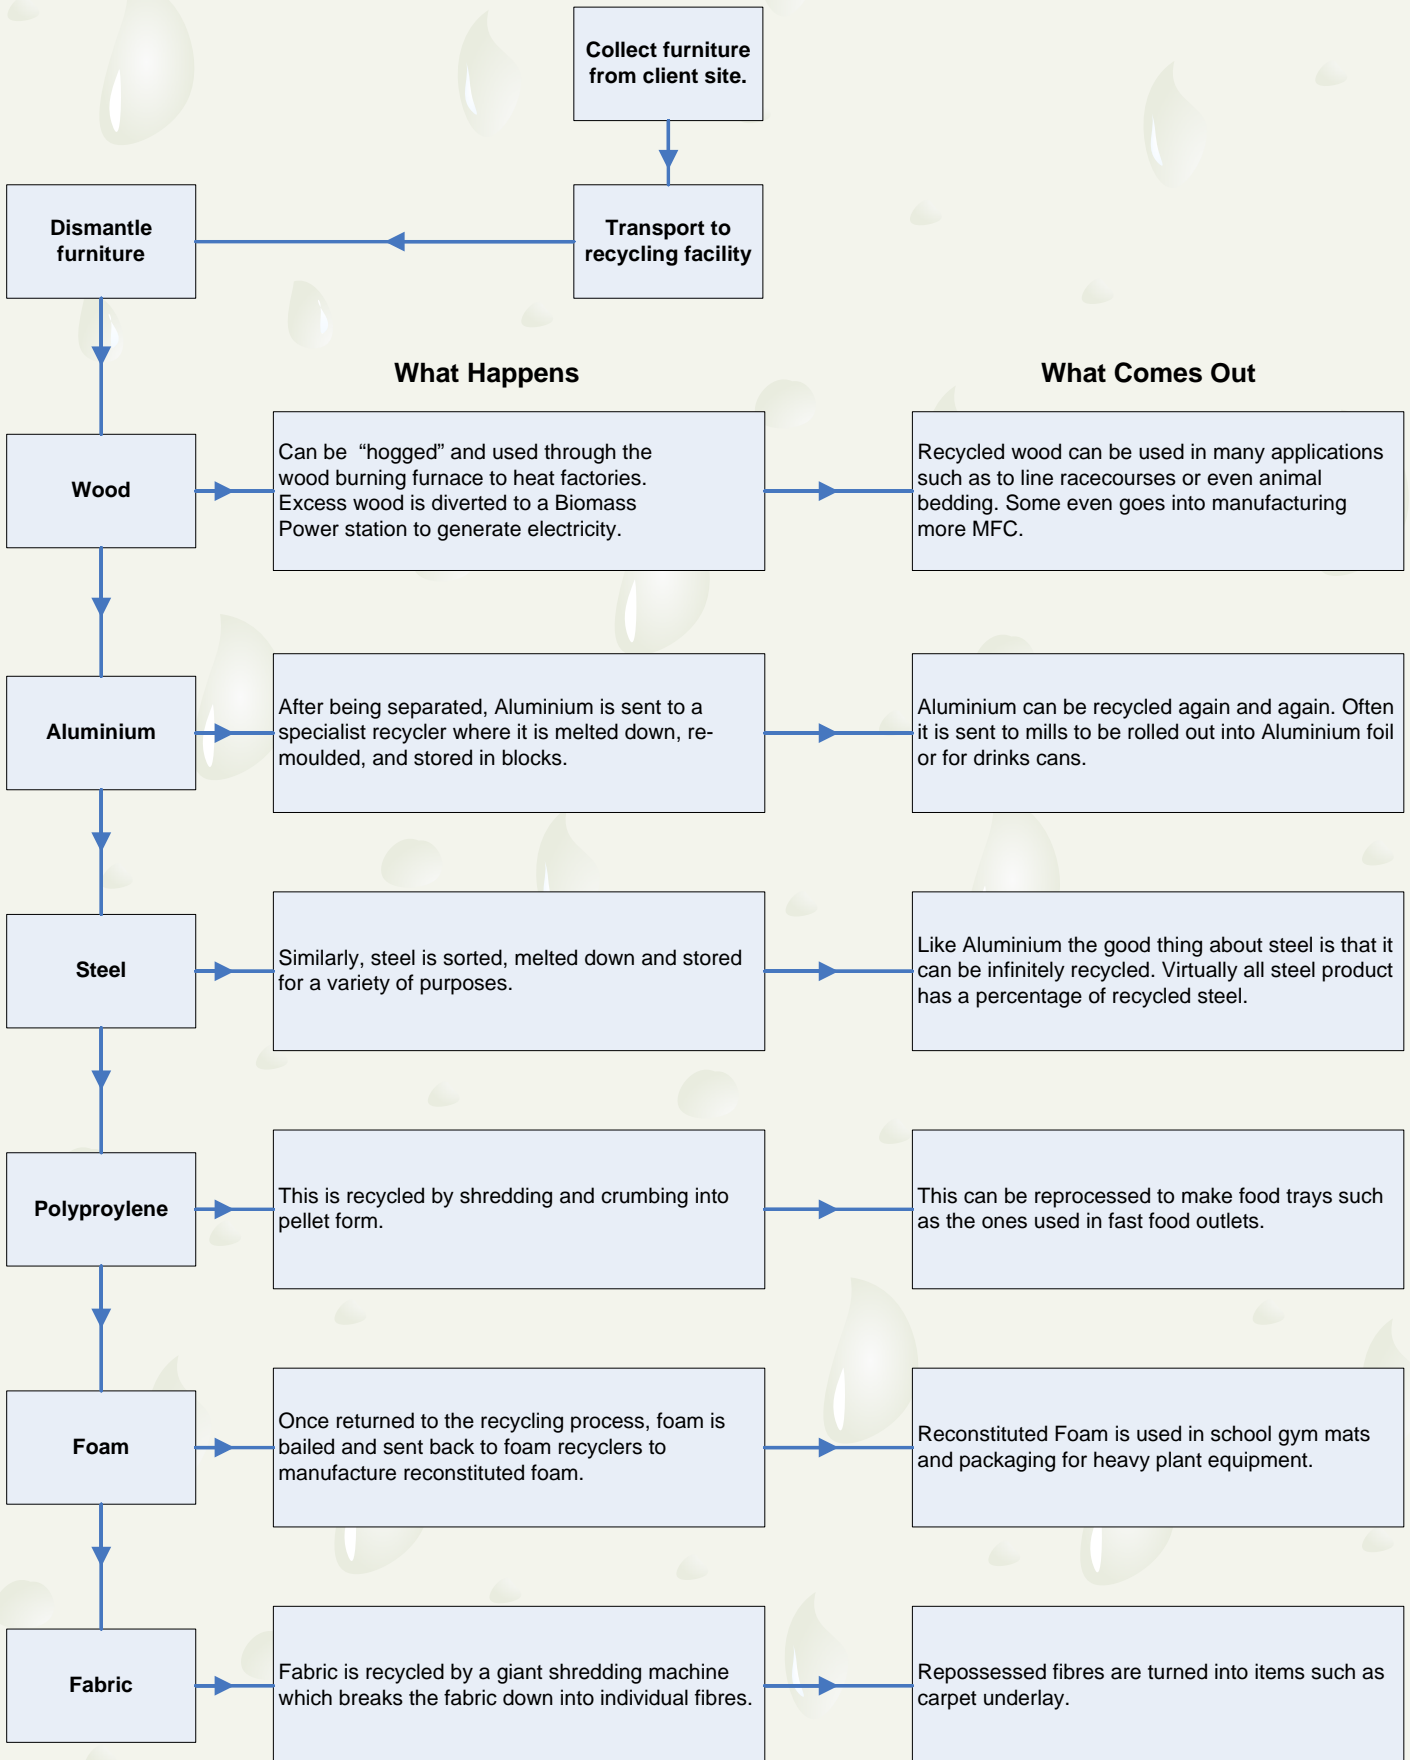 Collect furniture
from client site.
Dismantle
furniture
Transport to
recycling facility
What Happens
What Comes Out
Wood
Can be “hogged” and used through the
wood burning furnace to heat factories.
Excess wood is diverted to a Biomass
Power station to generate electricity.
Recycled wood can be used in many applications
such as to line racecourses or even animal
bedding. Some even goes into manufacturing
more MFC.
Aluminium
After being separated, Aluminium is sent to a
specialist recycler where it is melted down, re-
moulded, and stored in blocks.
Aluminium can be recycled again and again. Often
it is sent to mills to be rolled out into Aluminium foil
or for drinks cans.
Steel
Similarly, steel is sorted, melted down and stored
for a variety of purposes.
Like Aluminium the good thing about steel is that it
can be infinitely recycled. Virtually all steel product
has a percentage of recycled steel.
Polyproylene
This is recycled by shredding and crumbing into
pellet form.
This can be reprocessed to make food trays such
as the ones used in fast food outlets.
Foam
Once returned to the recycling process, foam is
bailed and sent back to foam recyclers to
manufacture reconstituted foam.
Reconstituted Foam is used in school gym mats
and packaging for heavy plant equipment.
Fabric
Fabric is recycled by a giant shredding machine
which breaks the fabric down into individual fibres.
Repossessed fibres are turned into items such as
carpet underlay.